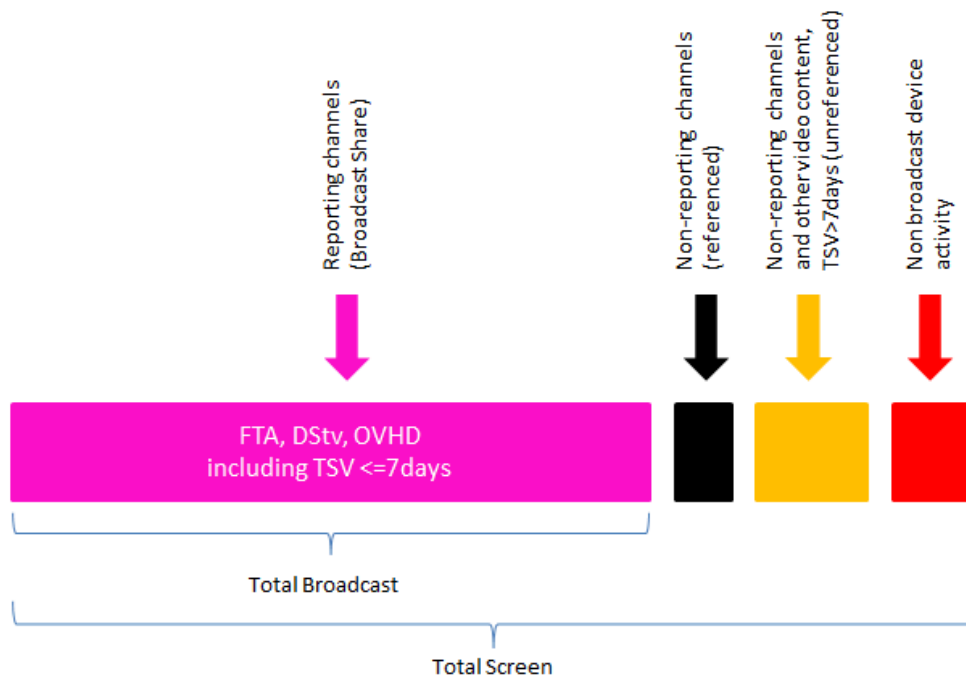 Reporting channels
(Broadcast Share)
Non-reporting channels
(referenced)
Non-reporting channels
and other video content,
TSV>7days (unreferenced)
Non broadcast device
activity
FTA, DStv, OVHD
including TSV <=7days
Total Broadcast
Total Screen